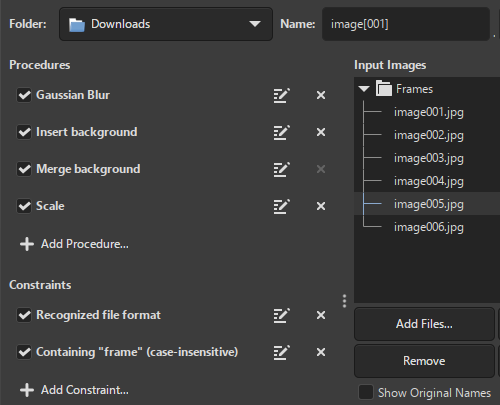 Folder: Downloads Name: image[001]
Procedures
Gaussian Blur
Insert background
Merge background
Scale
Add Procedure...
Constraints
Recognized file format
Containing "frame" (case-insensitive)
Add Constraint...
Input Images
Frames
image001.jpg
image002.jpg
image003.jpg
image004.jpg
image005.jpg
image006.jpg
Add Files...
Remove
Show Original Names